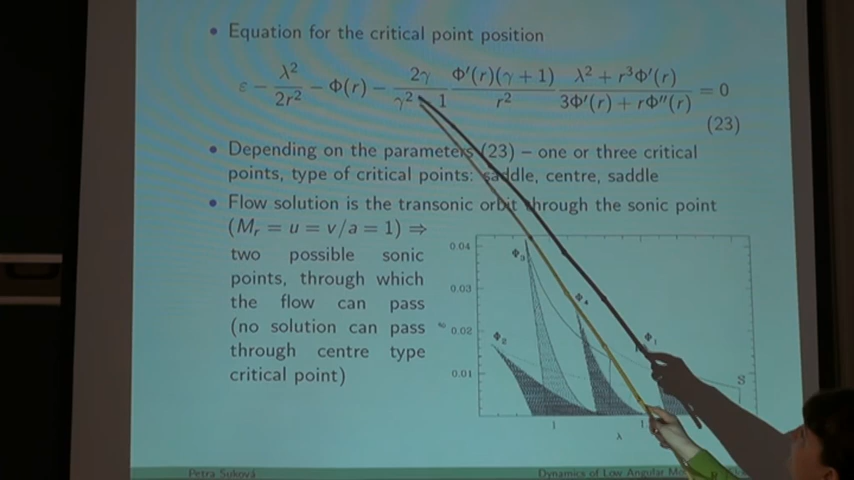 • Equation for the critical point position
ε − λ²/2r² − Φ(r) − 2γ/γ² − 1 Φ′(r)(γ + 1)/r² λ² + r³Φ′(r)/3Φ′(r) + rΦ″(r) = 0
(23)
• Depending on the parameters (23) – one or three critical
points, type of critical points: saddle, centre, saddle
• Flow solution is the transonic orbit through the sonic point
(Mᵣ = u = v/a = 1) ⇒
two possible sonic
points, through which
the flow can pass
(no solution can pass
through centre type
critical point)
0.04
0.03
0.02
0.01
Φ₃
Φ₄
Φ₂
Φ₁
S
ε
1
λ
Petra Suková
Dynamics of Low Angular